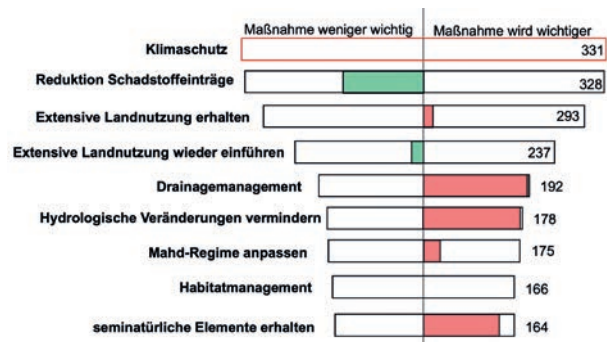 Maßnahme weniger wichtig Maßnahme wird wichtiger
Klimaschutz 331
Reduktion Schadstoffeinträge 328
Extensive Landnutzung erhalten 293
Extensive Landnutzung wieder einführen 237
Drainagemanagement 192
Hydrologische Veränderungen vermindern 178
Mahd-Regime anpassen 175
Habitatmanagement 166
seminatürliche Elemente erhalten 164